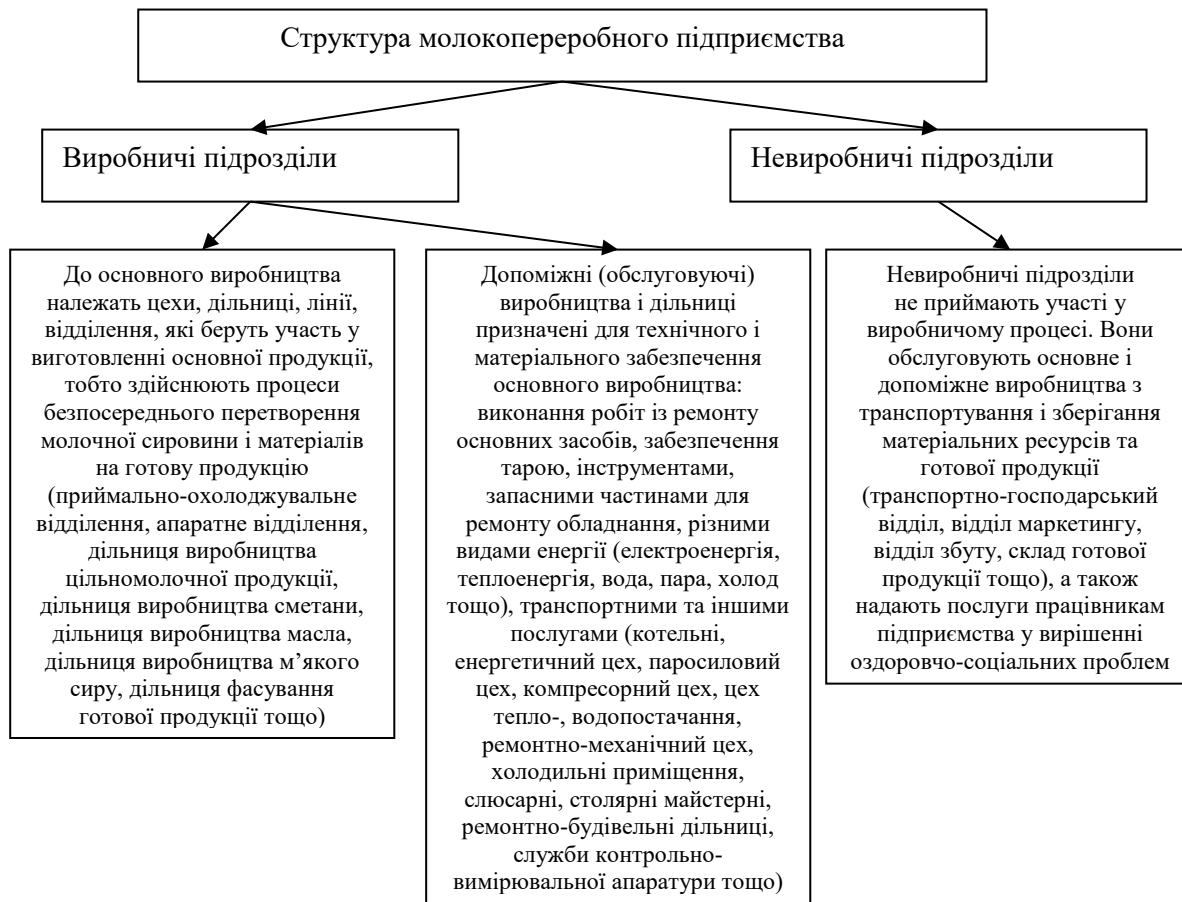 Структура молокопереробного підприємства
Виробничі підрозділи
Невиробничі підрозділи
До основного виробництва
належать цехи, дільниці, лінії,
відділення, які беруть участь у
виготовленні основної продукції,
тобто здійснюють процеси
безпосереднього перетворення
молочної сировини і матеріалів
на готову продукцію
(приймально-охолоджувальне
відділення, апаратне відділення,
дільниця виробництва
цільномолочної продукції,
дільниця виробництва сметани,
дільниця виробництва масла,
дільниця виробництва м’якого
сиру, дільниця фасування
готової продукції тощо)
Допоміжні (обслуговуючі)
виробництва і дільниці
призначені для технічного і
матеріального забезпечення
основного виробництва:
виконання робіт із ремонту
основних засобів, забезпечення
тарою, інструментами,
запасними частинами для
ремонту обладнання, різними
видами енергії (електроенергія,
теплоенергія, вода, пара, холод
тощо), транспортними та іншими
послугами (котельні,
енергетичний цех, паросиловий
цех, компресорний цех, цех
тепло-, водопостачання,
ремонтно-механічний цех,
холодильні приміщення,
слюсарні, столярні майстерні,
ремонтно-будівельні дільниці,
служби контрольно-
вимірювальної апаратури тощо)
Невиробничі підрозділи
не приймають участі у
виробничому процесі. Вони
обслуговують основне і
допоміжне виробництва з
транспортування і зберігання
матеріальних ресурсів та
готової продукції
(транспортно-господарський
відділ, відділ маркетингу,
відділ збуту, склад готової
продукції тощо), а також
надають послуги працівникам
підприємства у вирішенні
оздоровчо-соціальних проблем